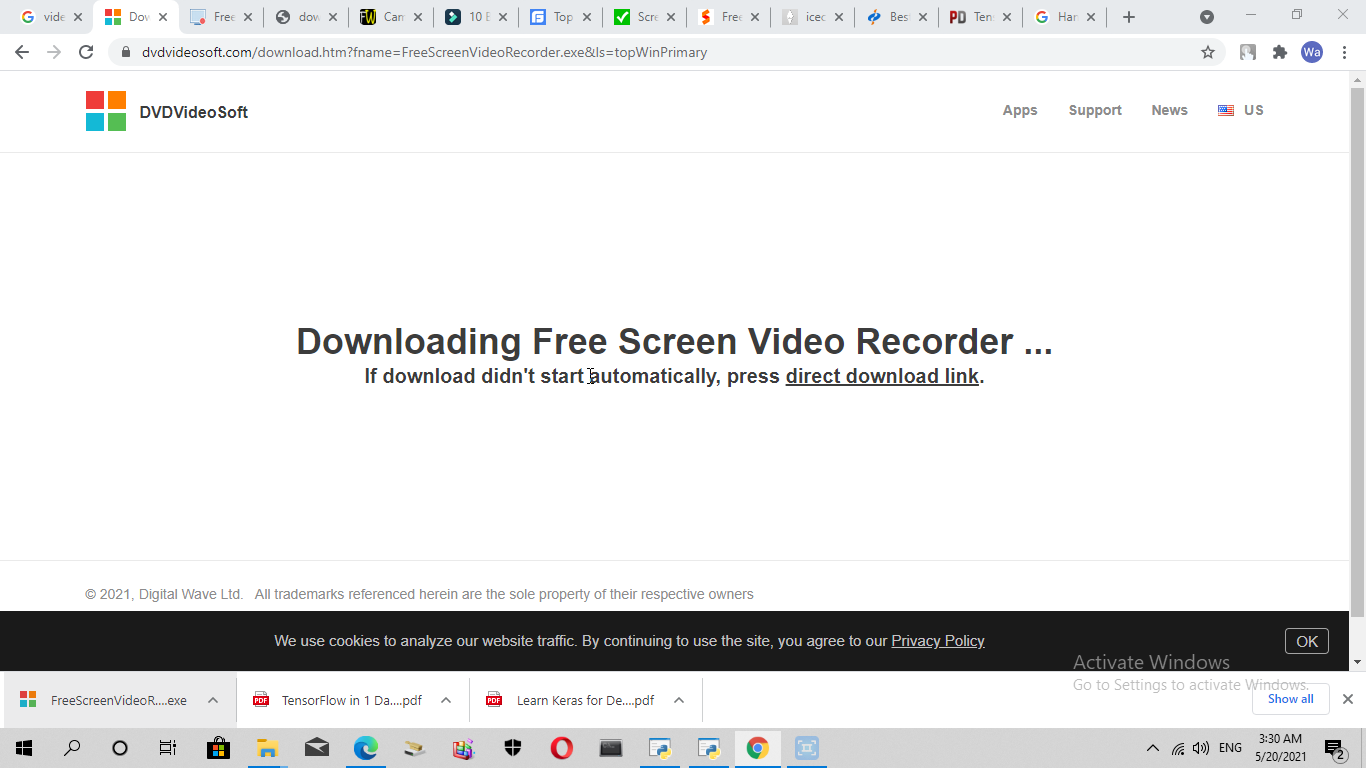 vide
Dov
Free
dow
Can
10 E
Top
Scre
Free
icec
Bes
Ten
Har
dvdvideosoft.com/download.htm?fname=FreeScreenVideoRecorder.exe&ls=topWinPrimary
Wa
DVDVideoSoft
Apps
Support
News
US
Downloading Free Screen Video Recorder ...
If download didn't start automatically, press direct download link.
© 2021, Digital Wave Ltd. All trademarks referenced herein are the sole property of their respective owners
We use cookies to analyze our website traffic. By continuing to use the site, you agree to our Privacy Policy
OK
Activate Windows
Go to Settings to activate Windows.
FreeScreenVideoR....exe
PDF
TensorFlow in 1 Da....pdf
PDF
Learn Keras for De....pdf
Show all
ENG
3:30 AM
5/20/2021
2